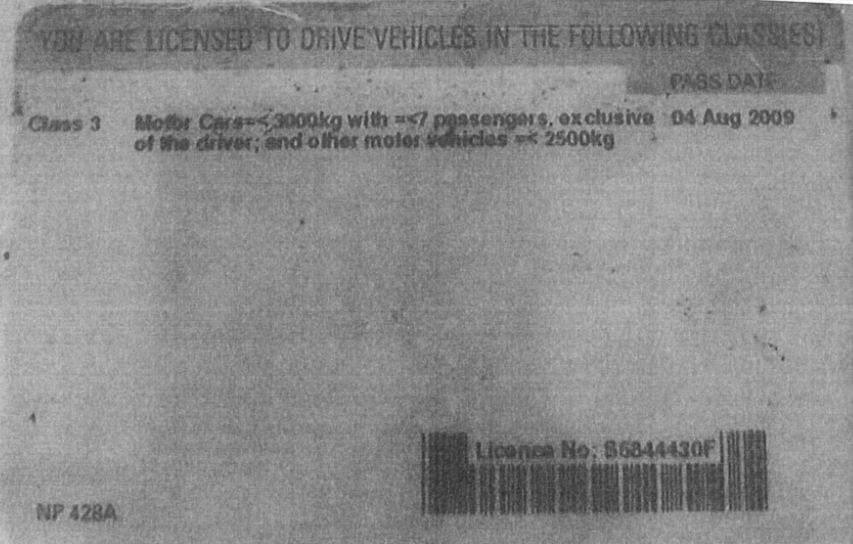 YOU ARE LICENSED TO DRIVE VEHICLES IN THE FOLLOWING CLASS(ES)
PASS DATE
Class 3 Motor Cars=< 3000kg with =<7 passengers, exclusive 04 Aug 2009
of the driver; and other motor vehicles =< 2500kg
Licence No: S6844430F
NP 428A